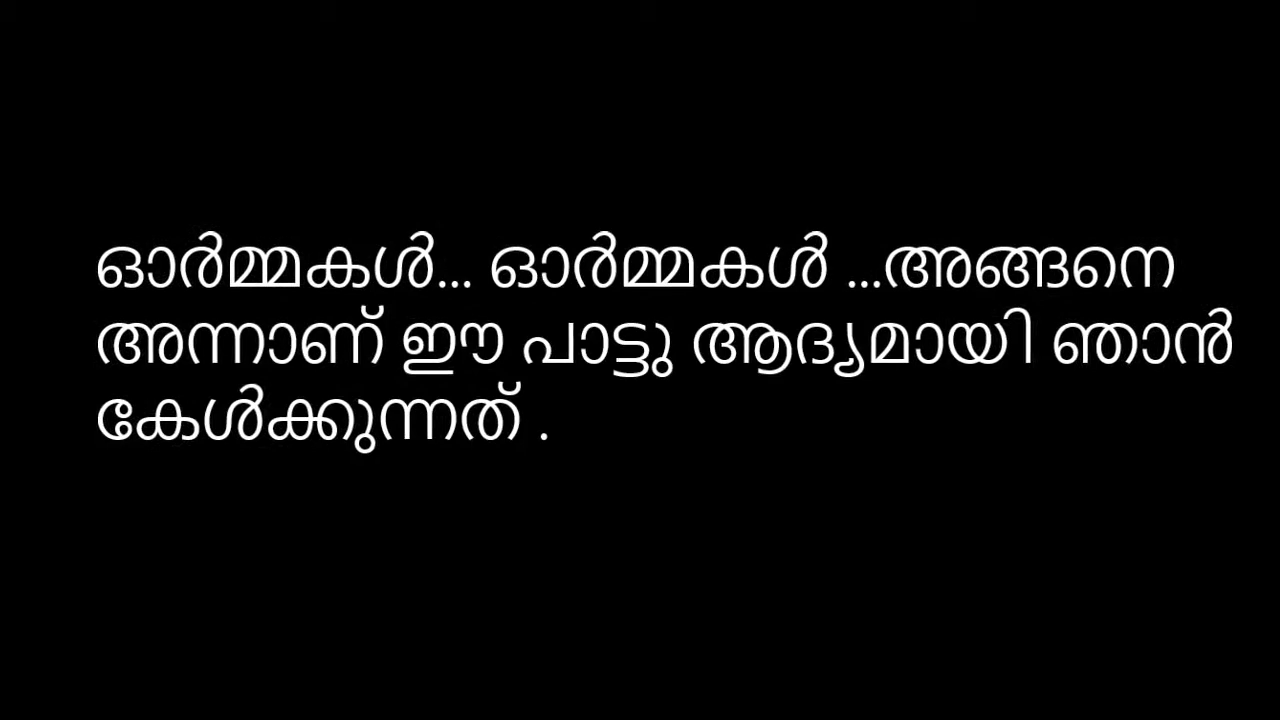 ഓർമ്മകൾ... ഓർമ്മകൾ ...അങ്ങനെ
അന്നാണ് ഈ പാട്ടു ആദ്യമായി ഞാൻ
കേൾക്കുന്നത് .